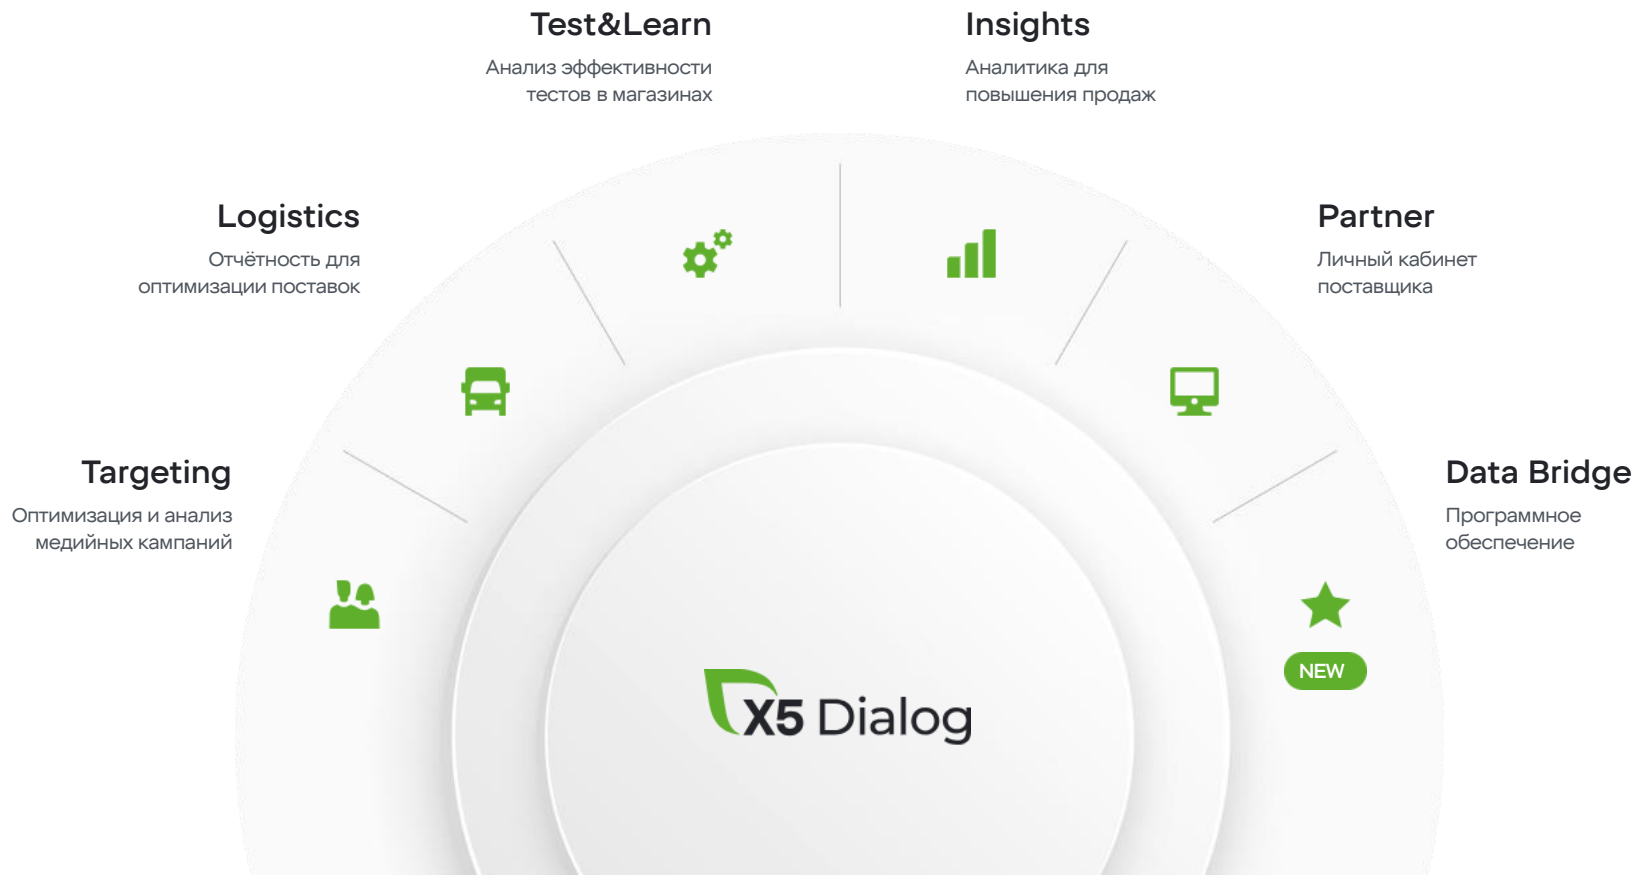 Test&Learn
Анализ эффективности
тестов в магазинах
Insights
Аналитика для
повышения продаж
Logistics
Отчётность для
оптимизации поставок
Partner
Личный кабинет
поставщика
Targeting
Оптимизация и анализ
медийных кампаний
Data Bridge
Программное
обеспечение
NEW
X5 Dialog